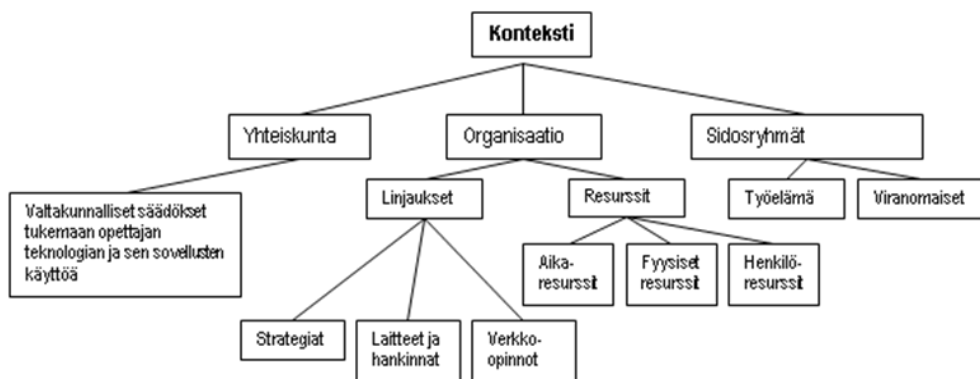 Konteksti
Yhteiskunta
Organisaatio
Sidosryhmät
Valtakunnalliset säädökset
tukemaan opettajan
teknologian ja sen sovellusten
käyttöä
Linjaukset
Resurssit
Työelämä
Viranomaiset
Aika-
resurssit
Fyysiset
resurssit
Henkilö-
resurssit
Strategiat
Laitteet ja
hankinnat
Verkko-
opinnot